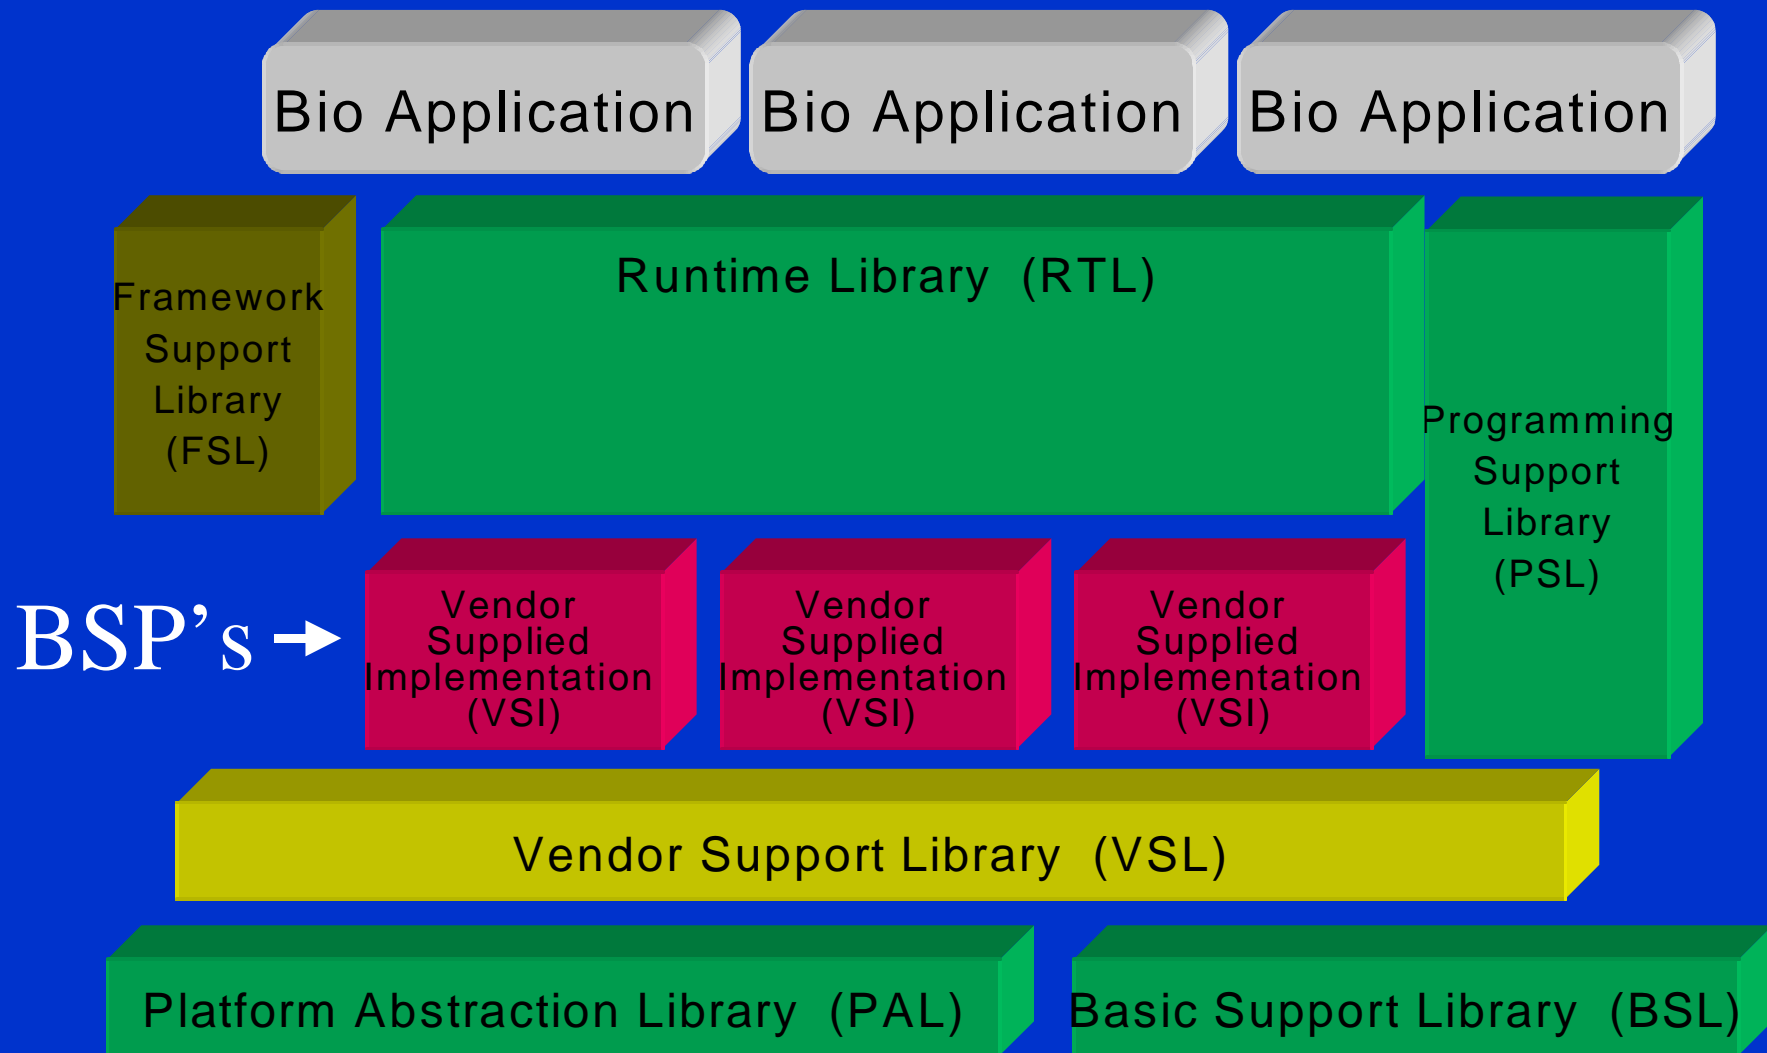 Bio Application
Bio Application
Bio Application
Framework
Support
Library
(FSL)
Runtime Library (RTL)
Programming
Support
Library
(PSL)
BSP’s
Vendor
Supplied
Implementation
(VSI)
Vendor
Supplied
Implementation
(VSI)
Vendor
Supplied
Implementation
(VSI)
Vendor Support Library (VSL)
Platform Abstraction Library (PAL)
Basic Support Library (BSL)